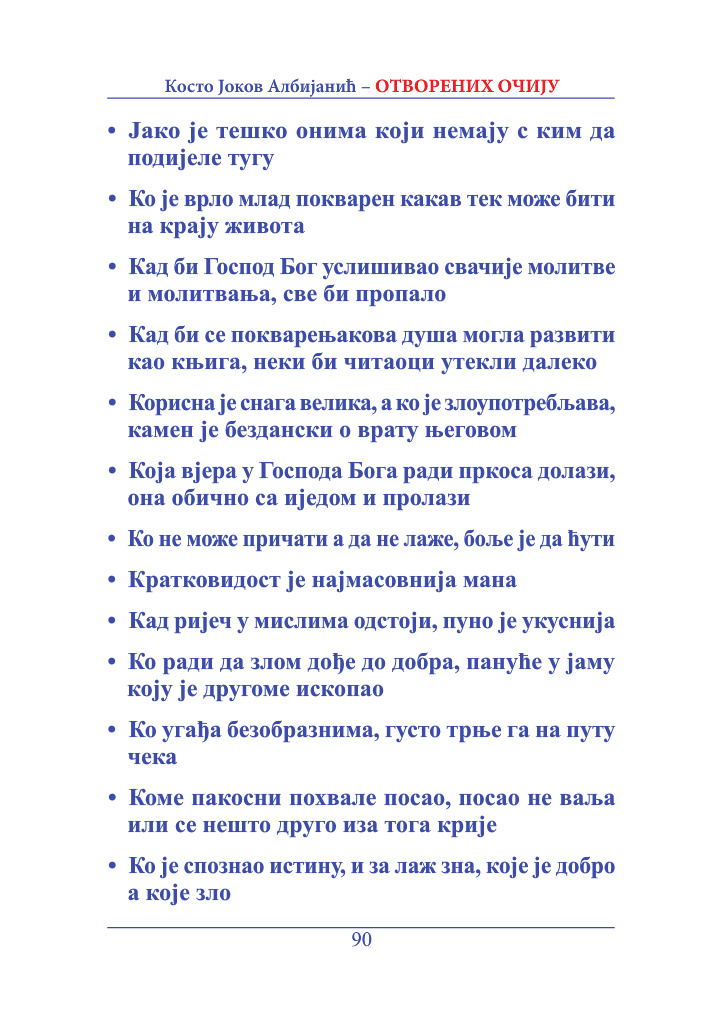 Косто Јоков Албијанић – ОТВОРЕНИХ ОЧИЈУ
• Јако је тешко онима који немају с ким да
подијеле тугу
• Ко је врло млад покварен какав тек може бити
на крају живота
• Кад би Господ Бог услишивао свачије молитве
и молитвања, све би пропало
• Кад би се покварењакова душа могла развити
као књига, неки би читаоци утекли далеко
• Корисна је снага велика, а ко је злоупотребљава,
камен је бездански о врату његовом
• Која вјера у Господа Бога ради пркоса долази,
она обично са иједом и пролази
• Ко не може причати а да не лаже, боље је да ћути
• Кратковидост је најмасовнија мана
• Кад ријеч у мислима одстоји, пуно је укуснија
• Ко ради да злом дође до добра, пануће у јаму
коју је другоме ископао
• Ко угађа безобразнима, густо трње га на путу
чека
• Коме пакосни похвале посао, посао не ваља
или се нешто друго иза тога крије
• Ко је спознао истину, и за лаж зна, које је добро
а које зло
90